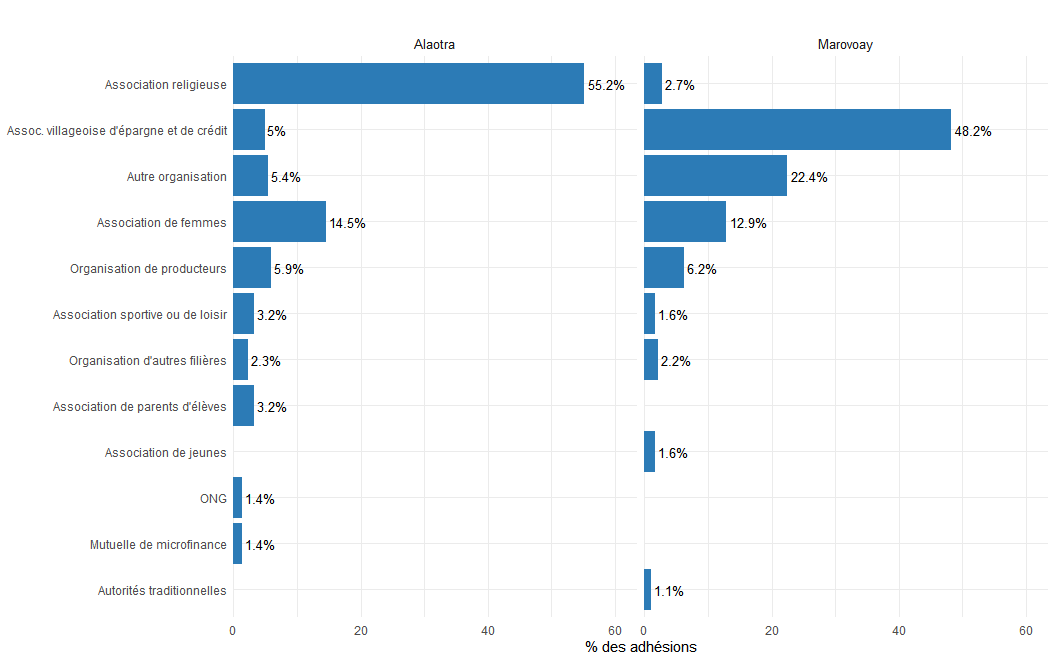 Alaotra Marovoay
Association religieuse 55.2% 2.7%
Assoc. villageoise d'épargne et de crédit 5% 48.2%
Autre organisation 5.4% 22.4%
Association de femmes 14.5% 12.9%
Organisation de producteurs 5.9% 6.2%
Association sportive ou de loisir 3.2% 1.6%
Organisation d'autres filières 2.3% 2.2%
Association de parents d'élèves 3.2%
Association de jeunes 1.6%
ONG 1.4%
Mutuelle de microfinance 1.4%
Autorités traditionnelles 1.1%
0 20 40 60 0 20 40 60
% des adhésions